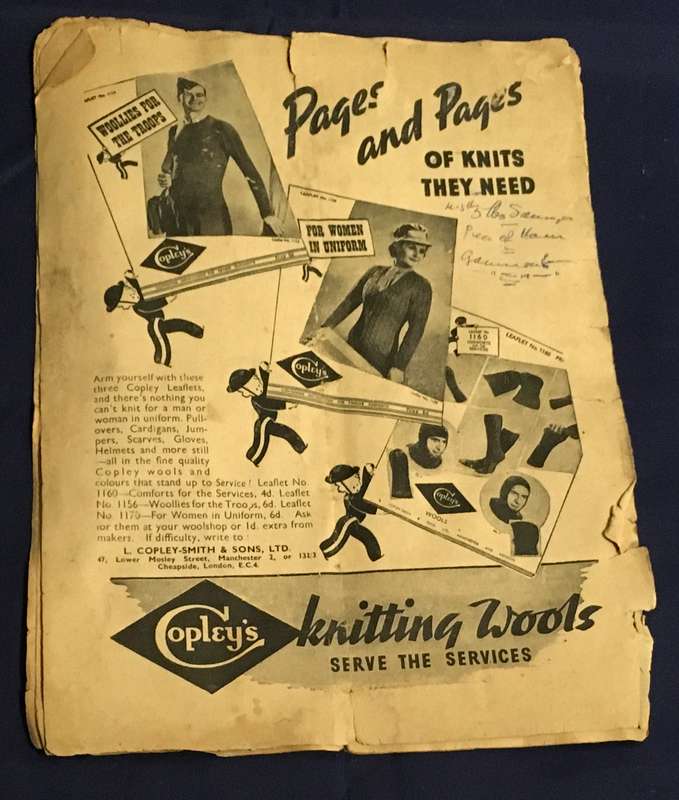 Pages
and Pages
OF KNITS
THEY NEED
WOOLLIES FOR
THE TROOPS
Copley's
LEAFLET No.
FOR WOMEN
IN UNIFORM
Copley's
1160
LEAFLET No. 1160
Copley's
WOOLS
Arm yourself with these
three Copley Leaflets,
and there's nothing you
can't knit for a man or
woman in uniform. Pull-
overs, Cardigans, Jum-
pers, Scarves, Gloves,
Helmets and more still
—all in the fine quality
Copley wools and
colours that stand up to Service! Leaflet No.
1160—Comforts for the Services, 4d. Leaflet
No. 1156—Woollies for the Troops, 6d. Leaflet
No. 1170—For Women in Uniform, 6d. Ask
for them at your woolshop or 1d. extra from
makers. If difficulty, write to:
L. COPLEY-SMITH & SONS, LTD.
47, Lower Mosley Street, Manchester 2, or 132/3
Cheapside, London, E.C.4.
Copley's knitting Wools
SERVE THE SERVICES